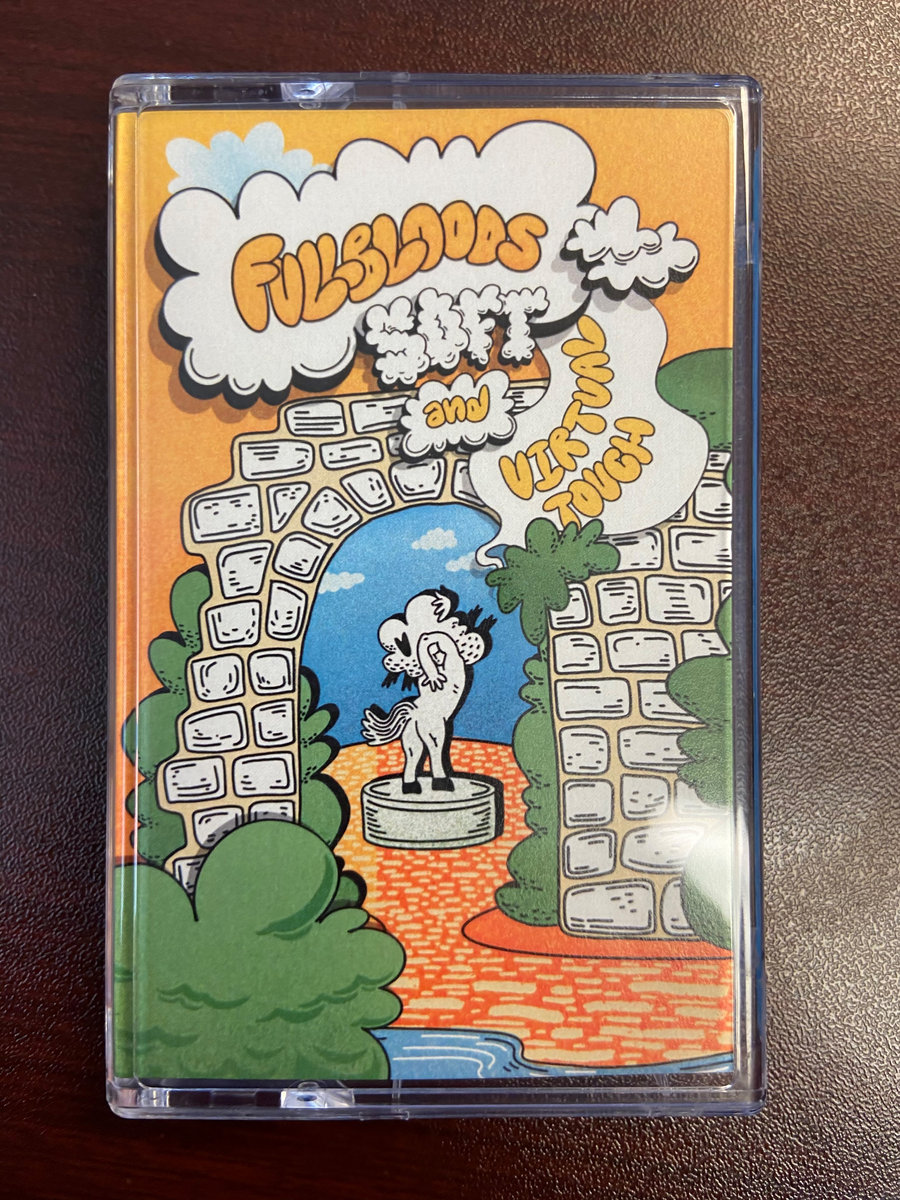 FULLBLOODS
SOFT
and
VIRTUAL
TOUCH